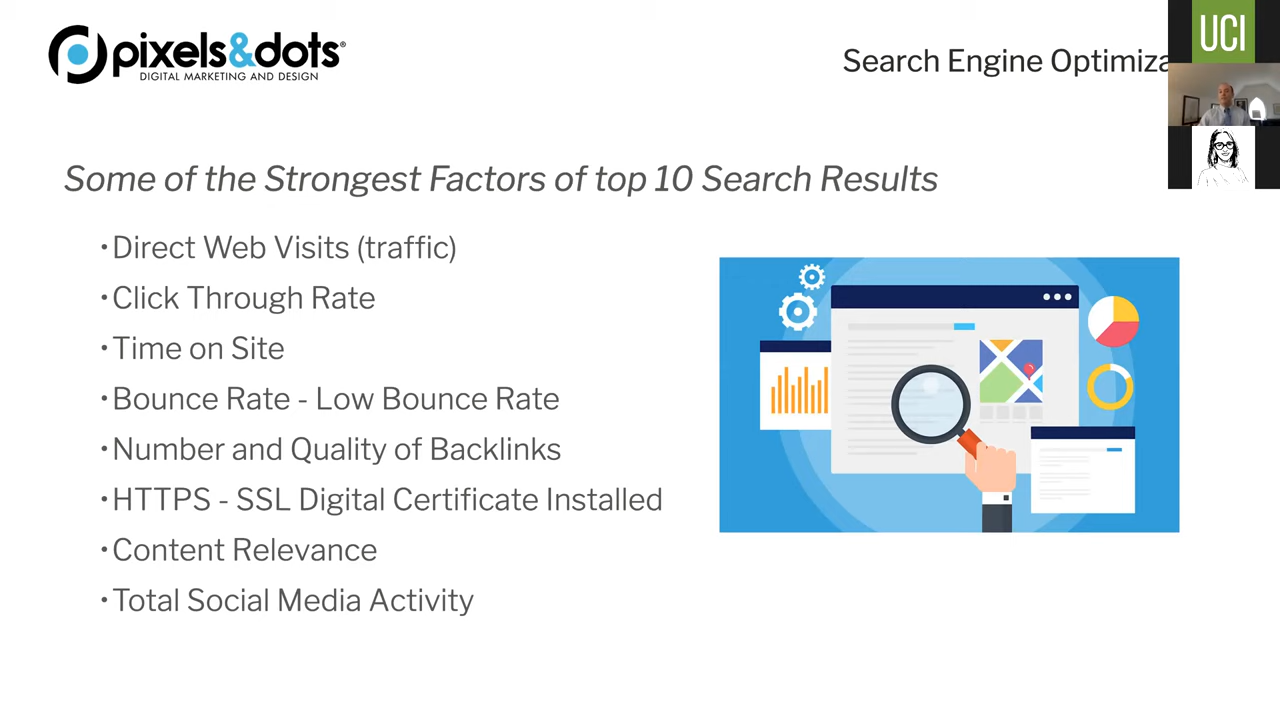 pixels&dots®
DIGITAL MARKETING AND DESIGN
Search Engine Optimiza
UCI
Some of the Strongest Factors of top 10 Search Results
•Direct Web Visits (traffic)
•Click Through Rate
•Time on Site
•Bounce Rate - Low Bounce Rate
•Number and Quality of Backlinks
•HTTPS - SSL Digital Certificate Installed
•Content Relevance
•Total Social Media Activity